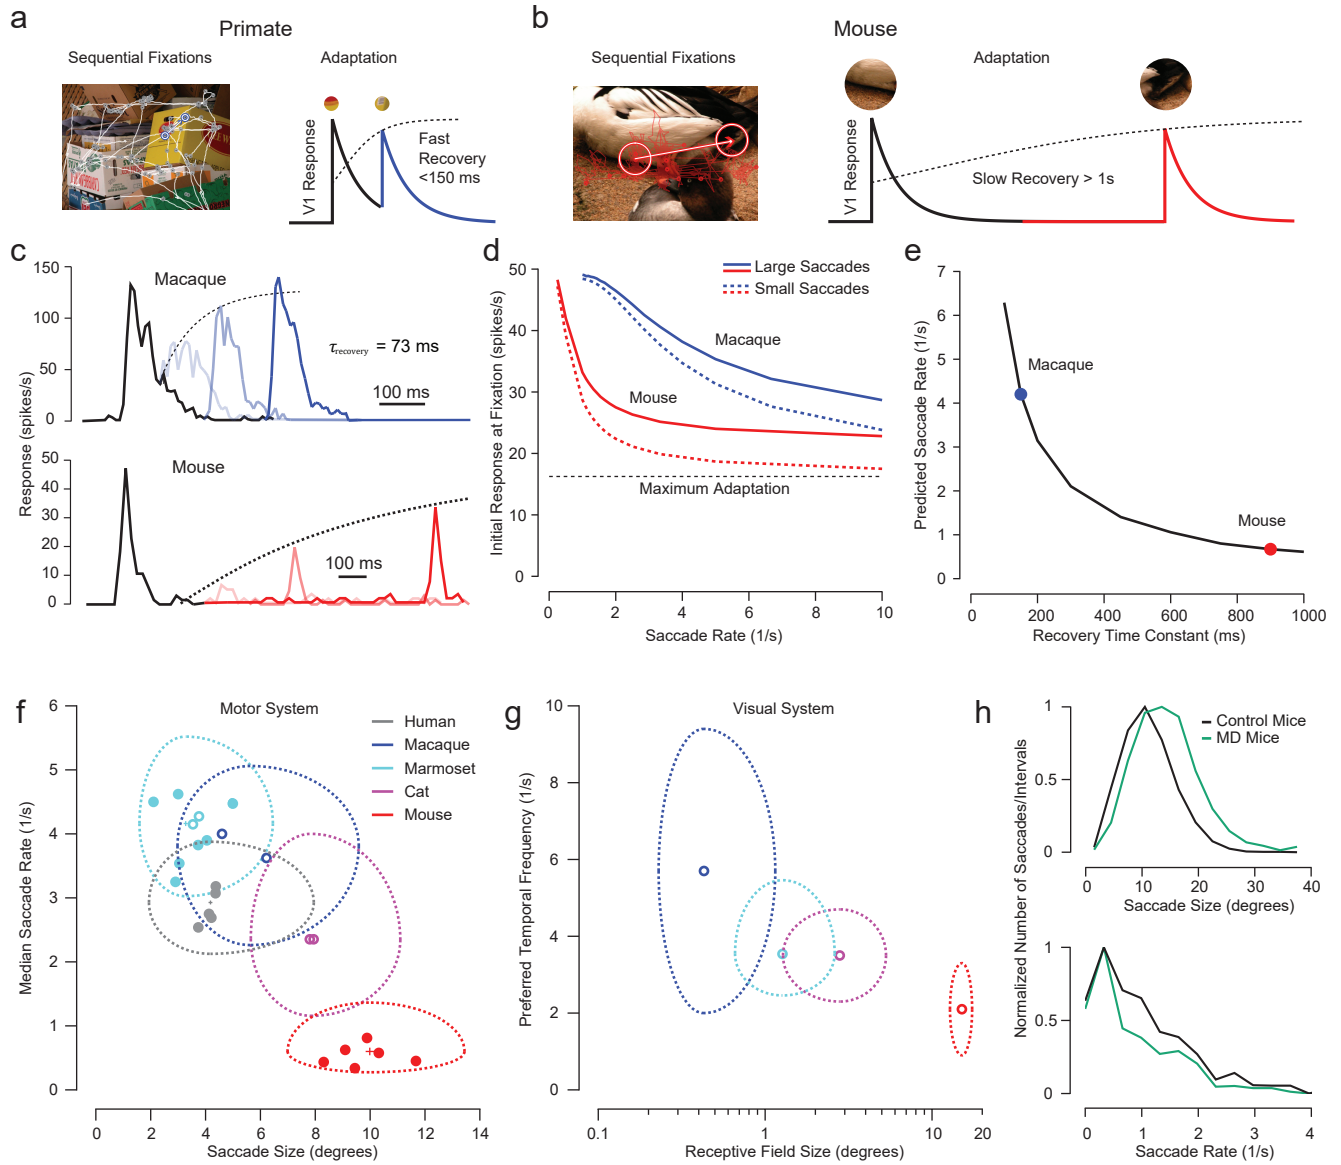 a
Primate
Sequential Fixations
Adaptation
V1 Response
Fast
Recovery
<150 ms
b
Mouse
Sequential Fixations
Adaptation
V1 Response
Slow Recovery > 1s
c
Response (spikes/s)
150
100
50
0
Macaque
τrecovery = 73 ms
100 ms
50
40
30
20
10
0
Mouse
100 ms
d
Initial Response at Fixation (spikes/s)
50
40
30
20
10
0
Large Saccades
Small Saccades
Macaque
Mouse
Maximum Adaptation
0 2 4 6 8 10
Saccade Rate (1/s)
e
Predicted Saccade Rate (1/s)
7
6
5
4
3
2
1
0
Macaque
Mouse
0 200 400 600 800 1000
Recovery Time Constant (ms)
f
Motor System
Median Saccade Rate (1/s)
6
5
4
3
2
1
0
Human
Macaque
Marmoset
Cat
Mouse
0 2 4 6 8 10 12 14
Saccade Size (degrees)
g
Visual System
Preferred Temporal Frequency (1/s)
10
8
6
4
2
0
0.1 1 10 20
Receptive Field Size (degrees)
h
Normalized Number of Saccades/Intervals
1
0.5
0
Control Mice
MD Mice
0 10 20 30 40
Saccade Size (degrees)
1
0.5
0
0 1 2 3 4
Saccade Rate (1/s)